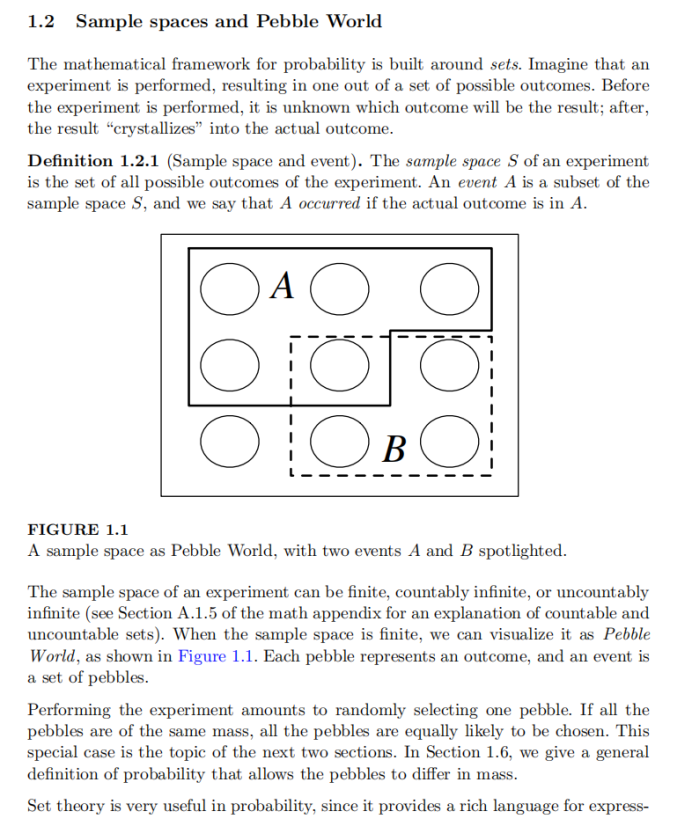 1.2 Sample spaces and Pebble World
The mathematical framework for probability is built around sets. Imagine that an
experiment is performed, resulting in one out of a set of possible outcomes. Before
the experiment is performed, it is unknown which outcome will be the result; after,
the result “crystallizes” into the actual outcome.
Definition 1.2.1 (Sample space and event). The sample space S of an experiment
is the set of all possible outcomes of the experiment. An event A is a subset of the
sample space S, and we say that A occurred if the actual outcome is in A.
A
B
FIGURE 1.1
A sample space as Pebble World, with two events A and B spotlighted.
The sample space of an experiment can be finite, countably infinite, or uncountably
infinite (see Section A.1.5 of the math appendix for an explanation of countable and
uncountable sets). When the sample space is finite, we can visualize it as Pebble
World, as shown in Figure 1.1. Each pebble represents an outcome, and an event is
a set of pebbles.
Performing the experiment amounts to randomly selecting one pebble. If all the
pebbles are of the same mass, all the pebbles are equally likely to be chosen. This
special case is the topic of the next two sections. In Section 1.6, we give a general
definition of probability that allows the pebbles to differ in mass.
Set theory is very useful in probability, since it provides a rich language for express-